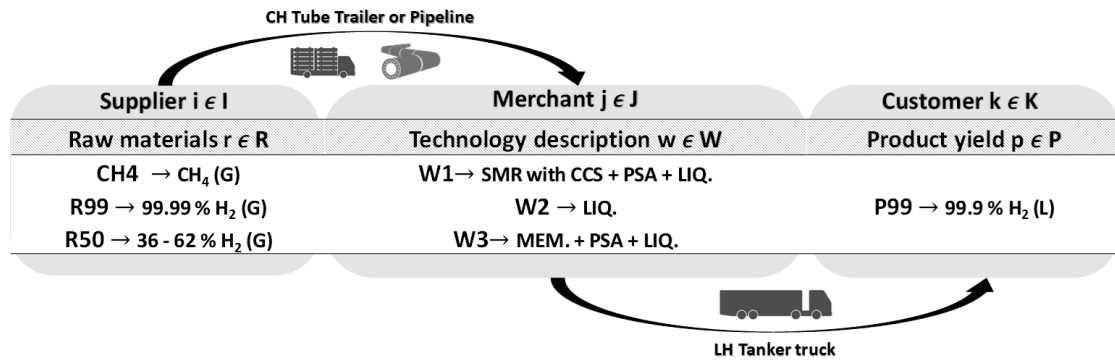 CH Tube Trailer or Pipeline
Supplier i ϵ I
Merchant j ϵ J
Customer k ϵ K
Raw materials r ϵ R
Technology description w ϵ W
Product yield p ϵ P
CH4 → CH₄ (G)
W1→ SMR with CCS + PSA + LIQ.
R99 → 99.99 % H₂ (G)
W2 → LIQ.
P99 → 99.9 % H₂ (L)
R50 → 36 - 62 % H₂ (G)
W3→ MEM. + PSA + LIQ.
LH Tanker truck